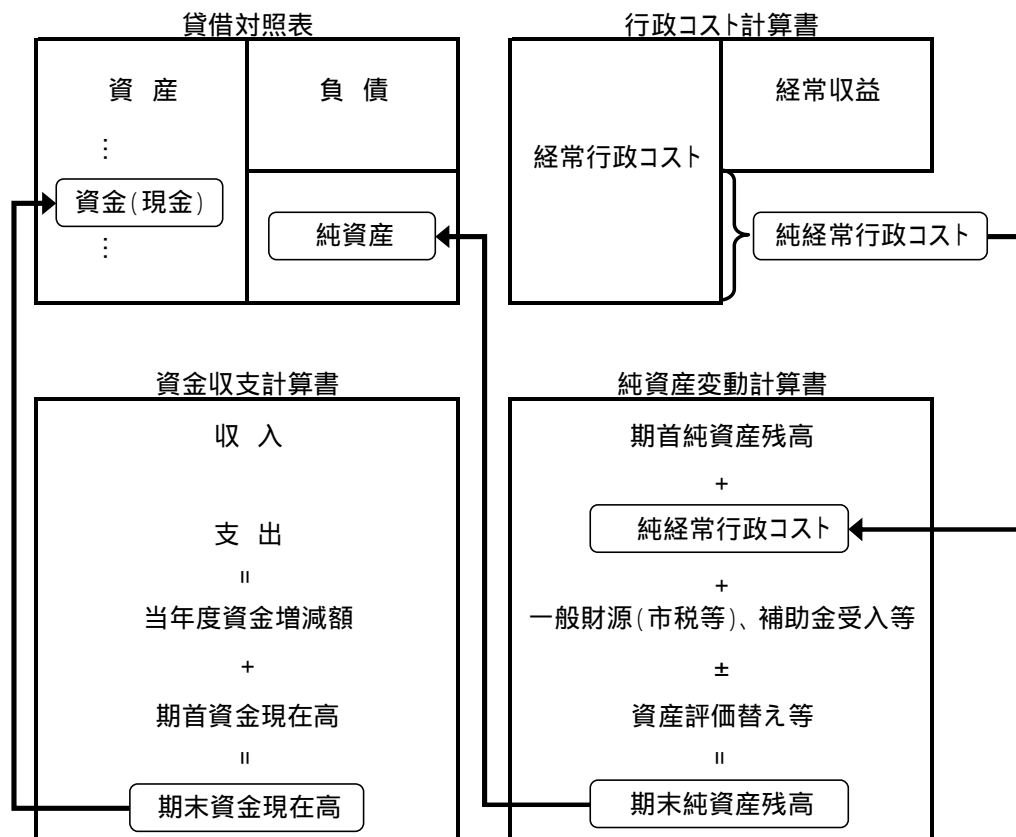 貸借対照表
資 産
負 債
⋮
資金(現金)
⋮
純資産
行政コスト計算書
経常収益
経常行政コスト
純経常行政コスト
資金収支計算書
収 入
支 出
=
当年度資金増減額
+
期首資金現在高
=
期末資金現在高
純資産変動計算書
期首純資産残高
+
純経常行政コスト
+
一般財源(市税等)、補助金受入等
±
資産評価替え等
=
期末純資産残高